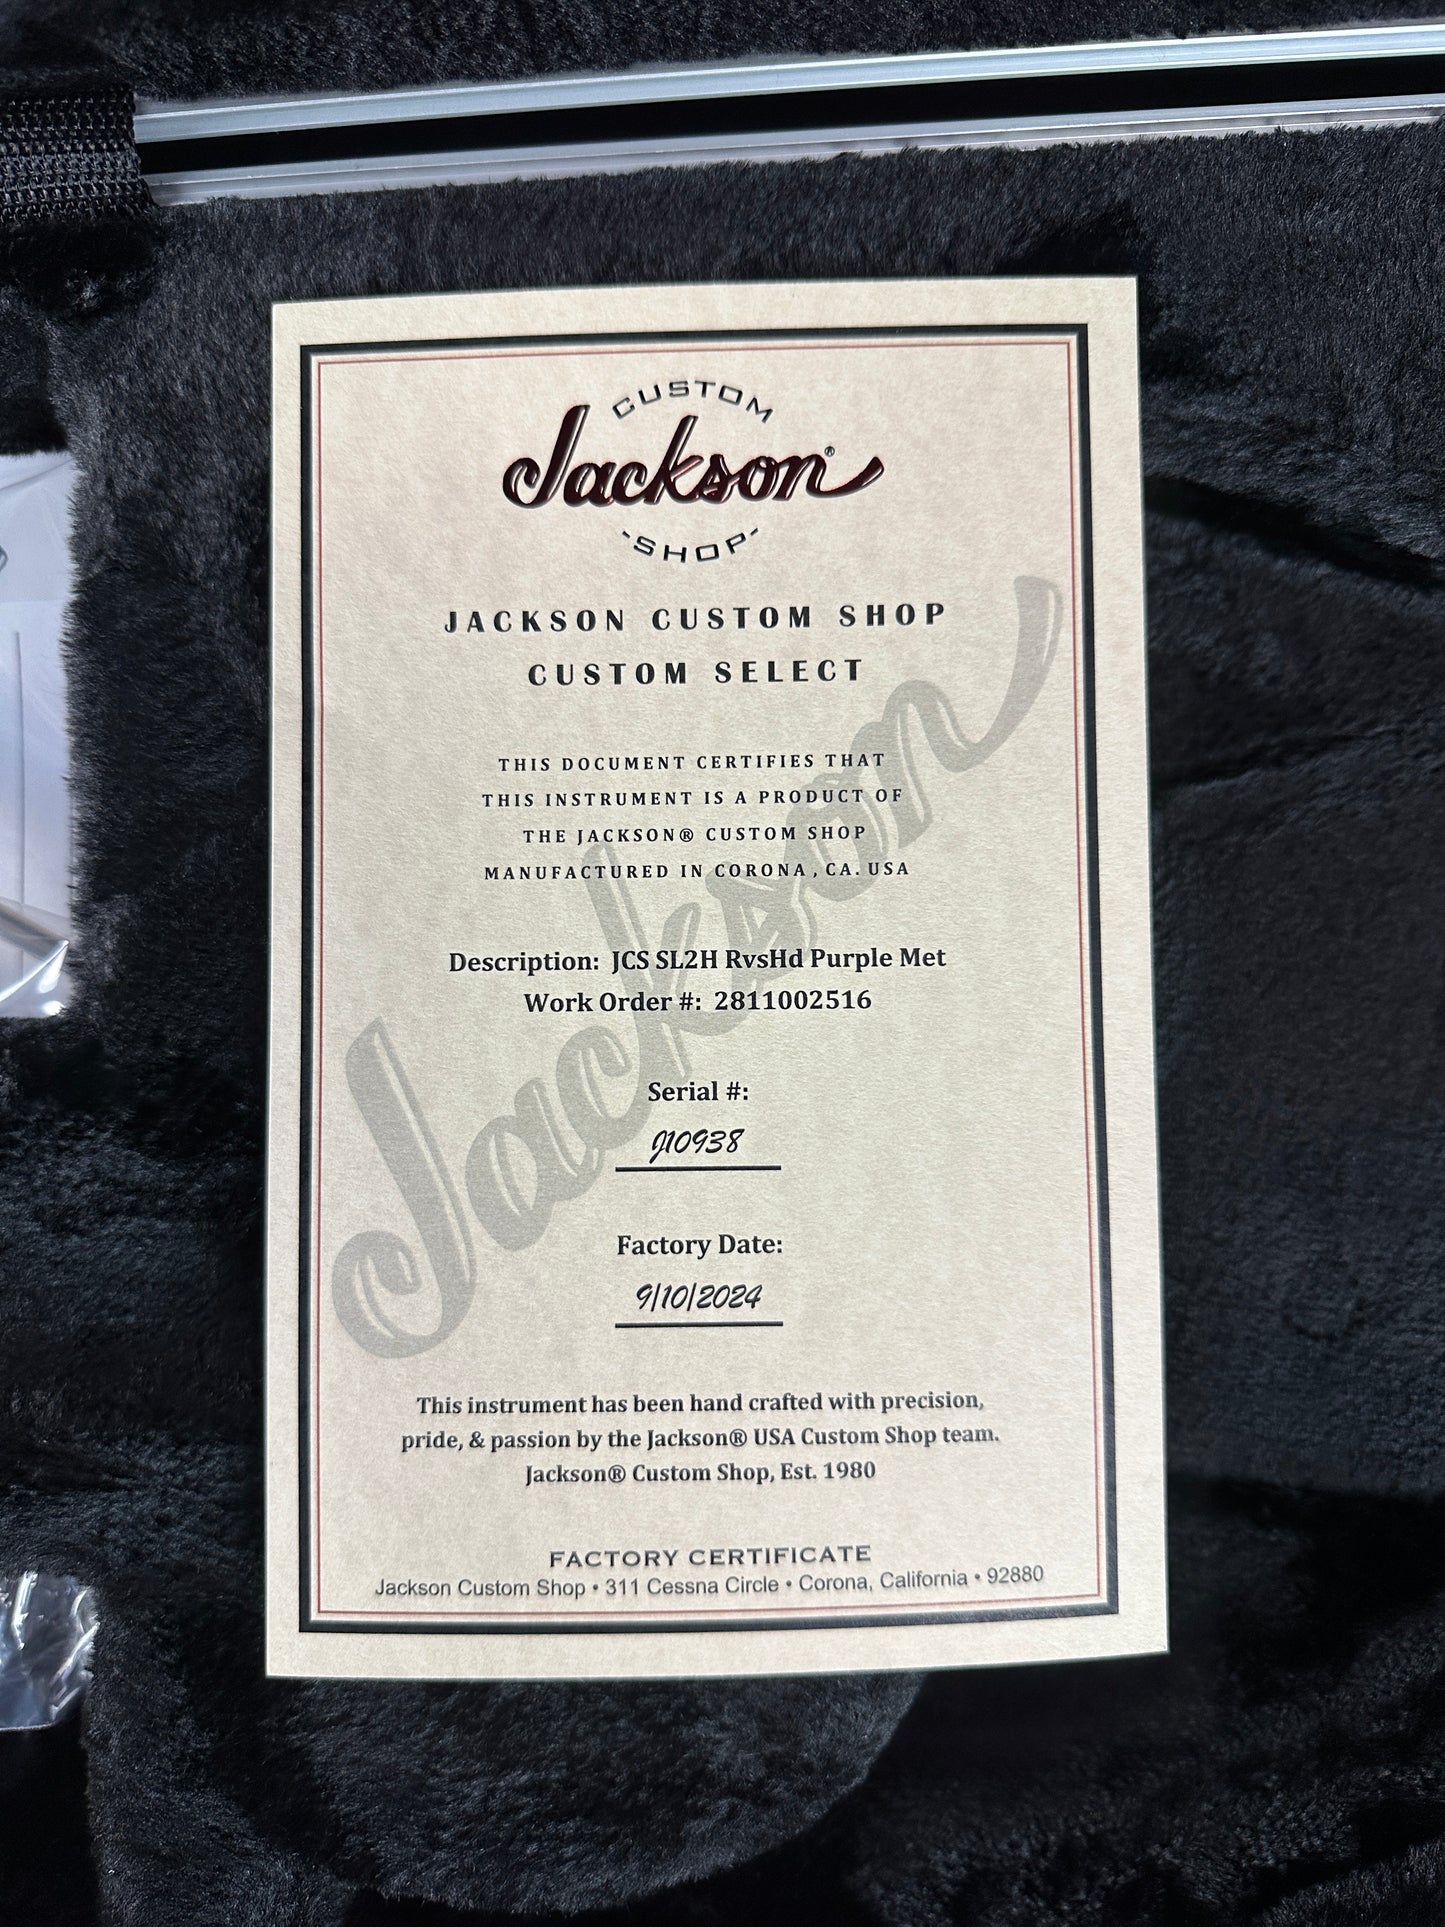 CUSTOM
Jackson®
-SHOP-
JACKSON CUSTOM SHOP
CUSTOM SELECT
THIS DOCUMENT CERTIFIES THAT
THIS INSTRUMENT IS A PRODUCT OF
THE JACKSON® CUSTOM SHOP
MANUFACTURED IN CORONA, CA. USA
Jackson
Description: JCS SL2H RvsHd Purple Met
Work Order #: 2811002516
Serial #:
J10938
Factory Date:
9/10/2024
This instrument has been hand crafted with precision,
pride, & passion by the Jackson® USA Custom Shop team.
Jackson® Custom Shop, Est. 1980
FACTORY CERTIFICATE
Jackson Custom Shop • 311 Cessna Circle • Corona, California • 92880